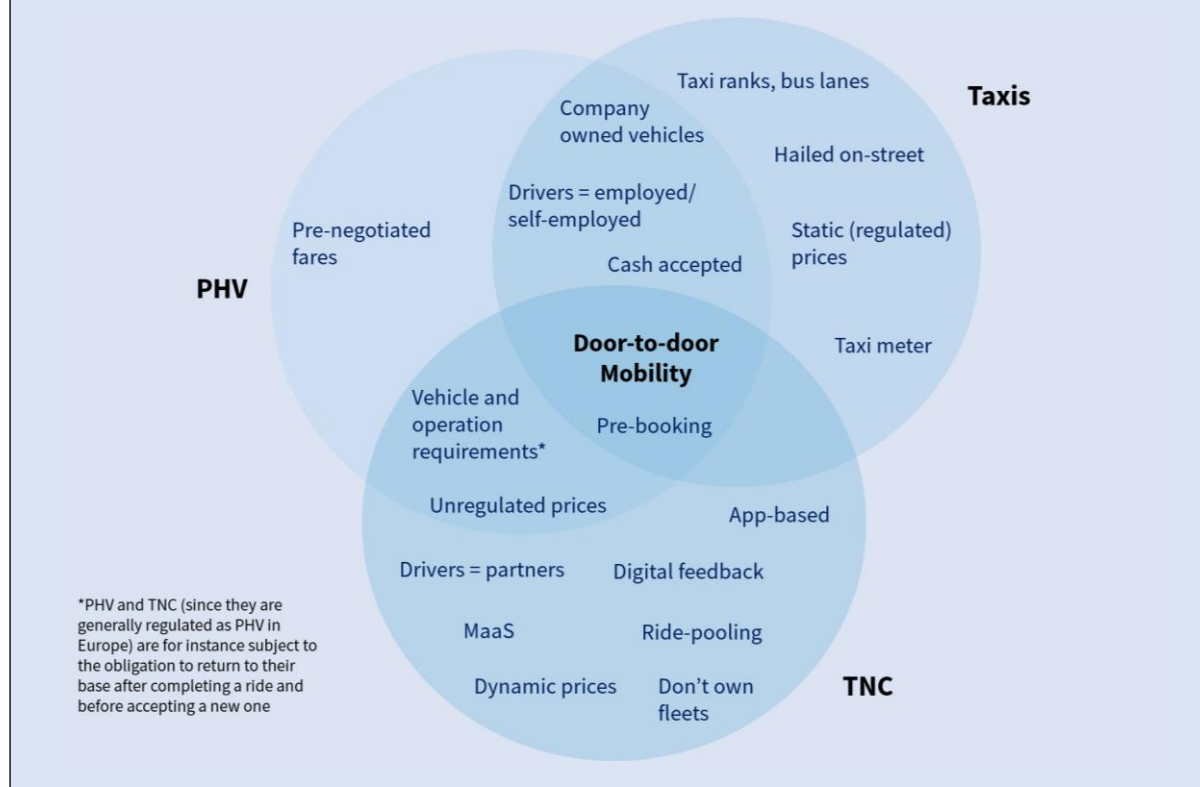 Taxi ranks, bus lanes
Taxis
Company
owned vehicles
Hailed on-street
Drivers = employed/
self-employed
Pre-negotiated
fares
Static (regulated)
prices
Cash accepted
PHV
Door-to-door
Mobility
Taxi meter
Vehicle and
operation
requirements*
Pre-booking
Unregulated prices
App-based
Drivers = partners
Digital feedback
*PHV and TNC (since they are
generally regulated as PHV in
Europe) are for instance subject to
the obligation to return to their
base after completing a ride and
before accepting a new one
MaaS
Ride-pooling
Dynamic prices
Don’t own
fleets
TNC